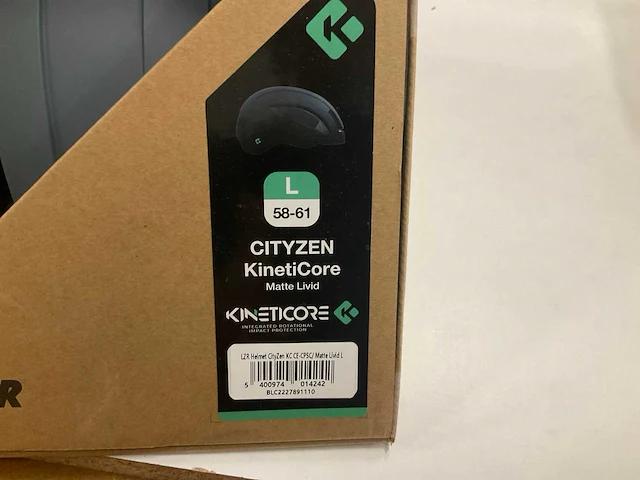 L
58-61
CITYZEN
KinetiCore
Matte Livid
KINETICORE
INTEGRATED ROTATIONAL
IMPACT PROTECTION
LZR Helmet CityZen KC CE-CPSC/ Matte Livid L
5 400974 014242
BLC2227891110
R